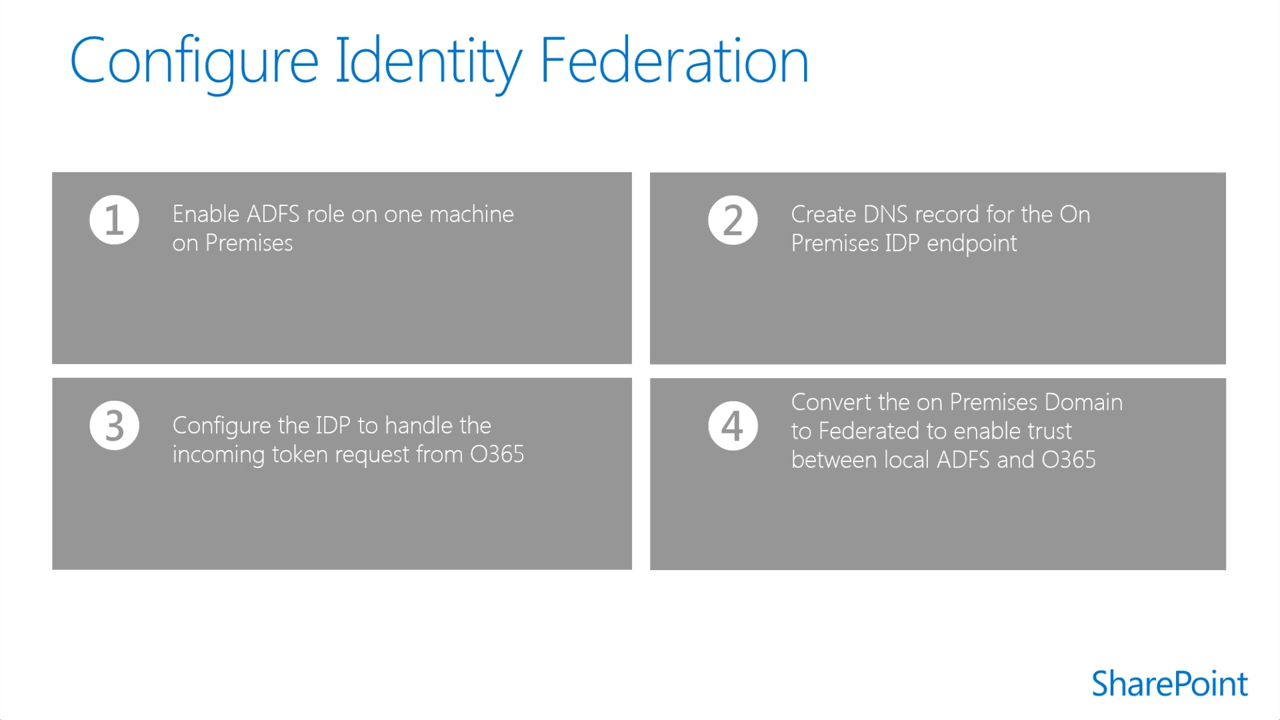 Configure Identity Federation
1
Enable ADFS role on one machine
on Premises
2
Create DNS record for the On
Premises IDP endpoint
3
Configure the IDP to handle the
incoming token request from O365
4
Convert the on Premises Domain
to Federated to enable trust
between local ADFS and O365
SharePoint